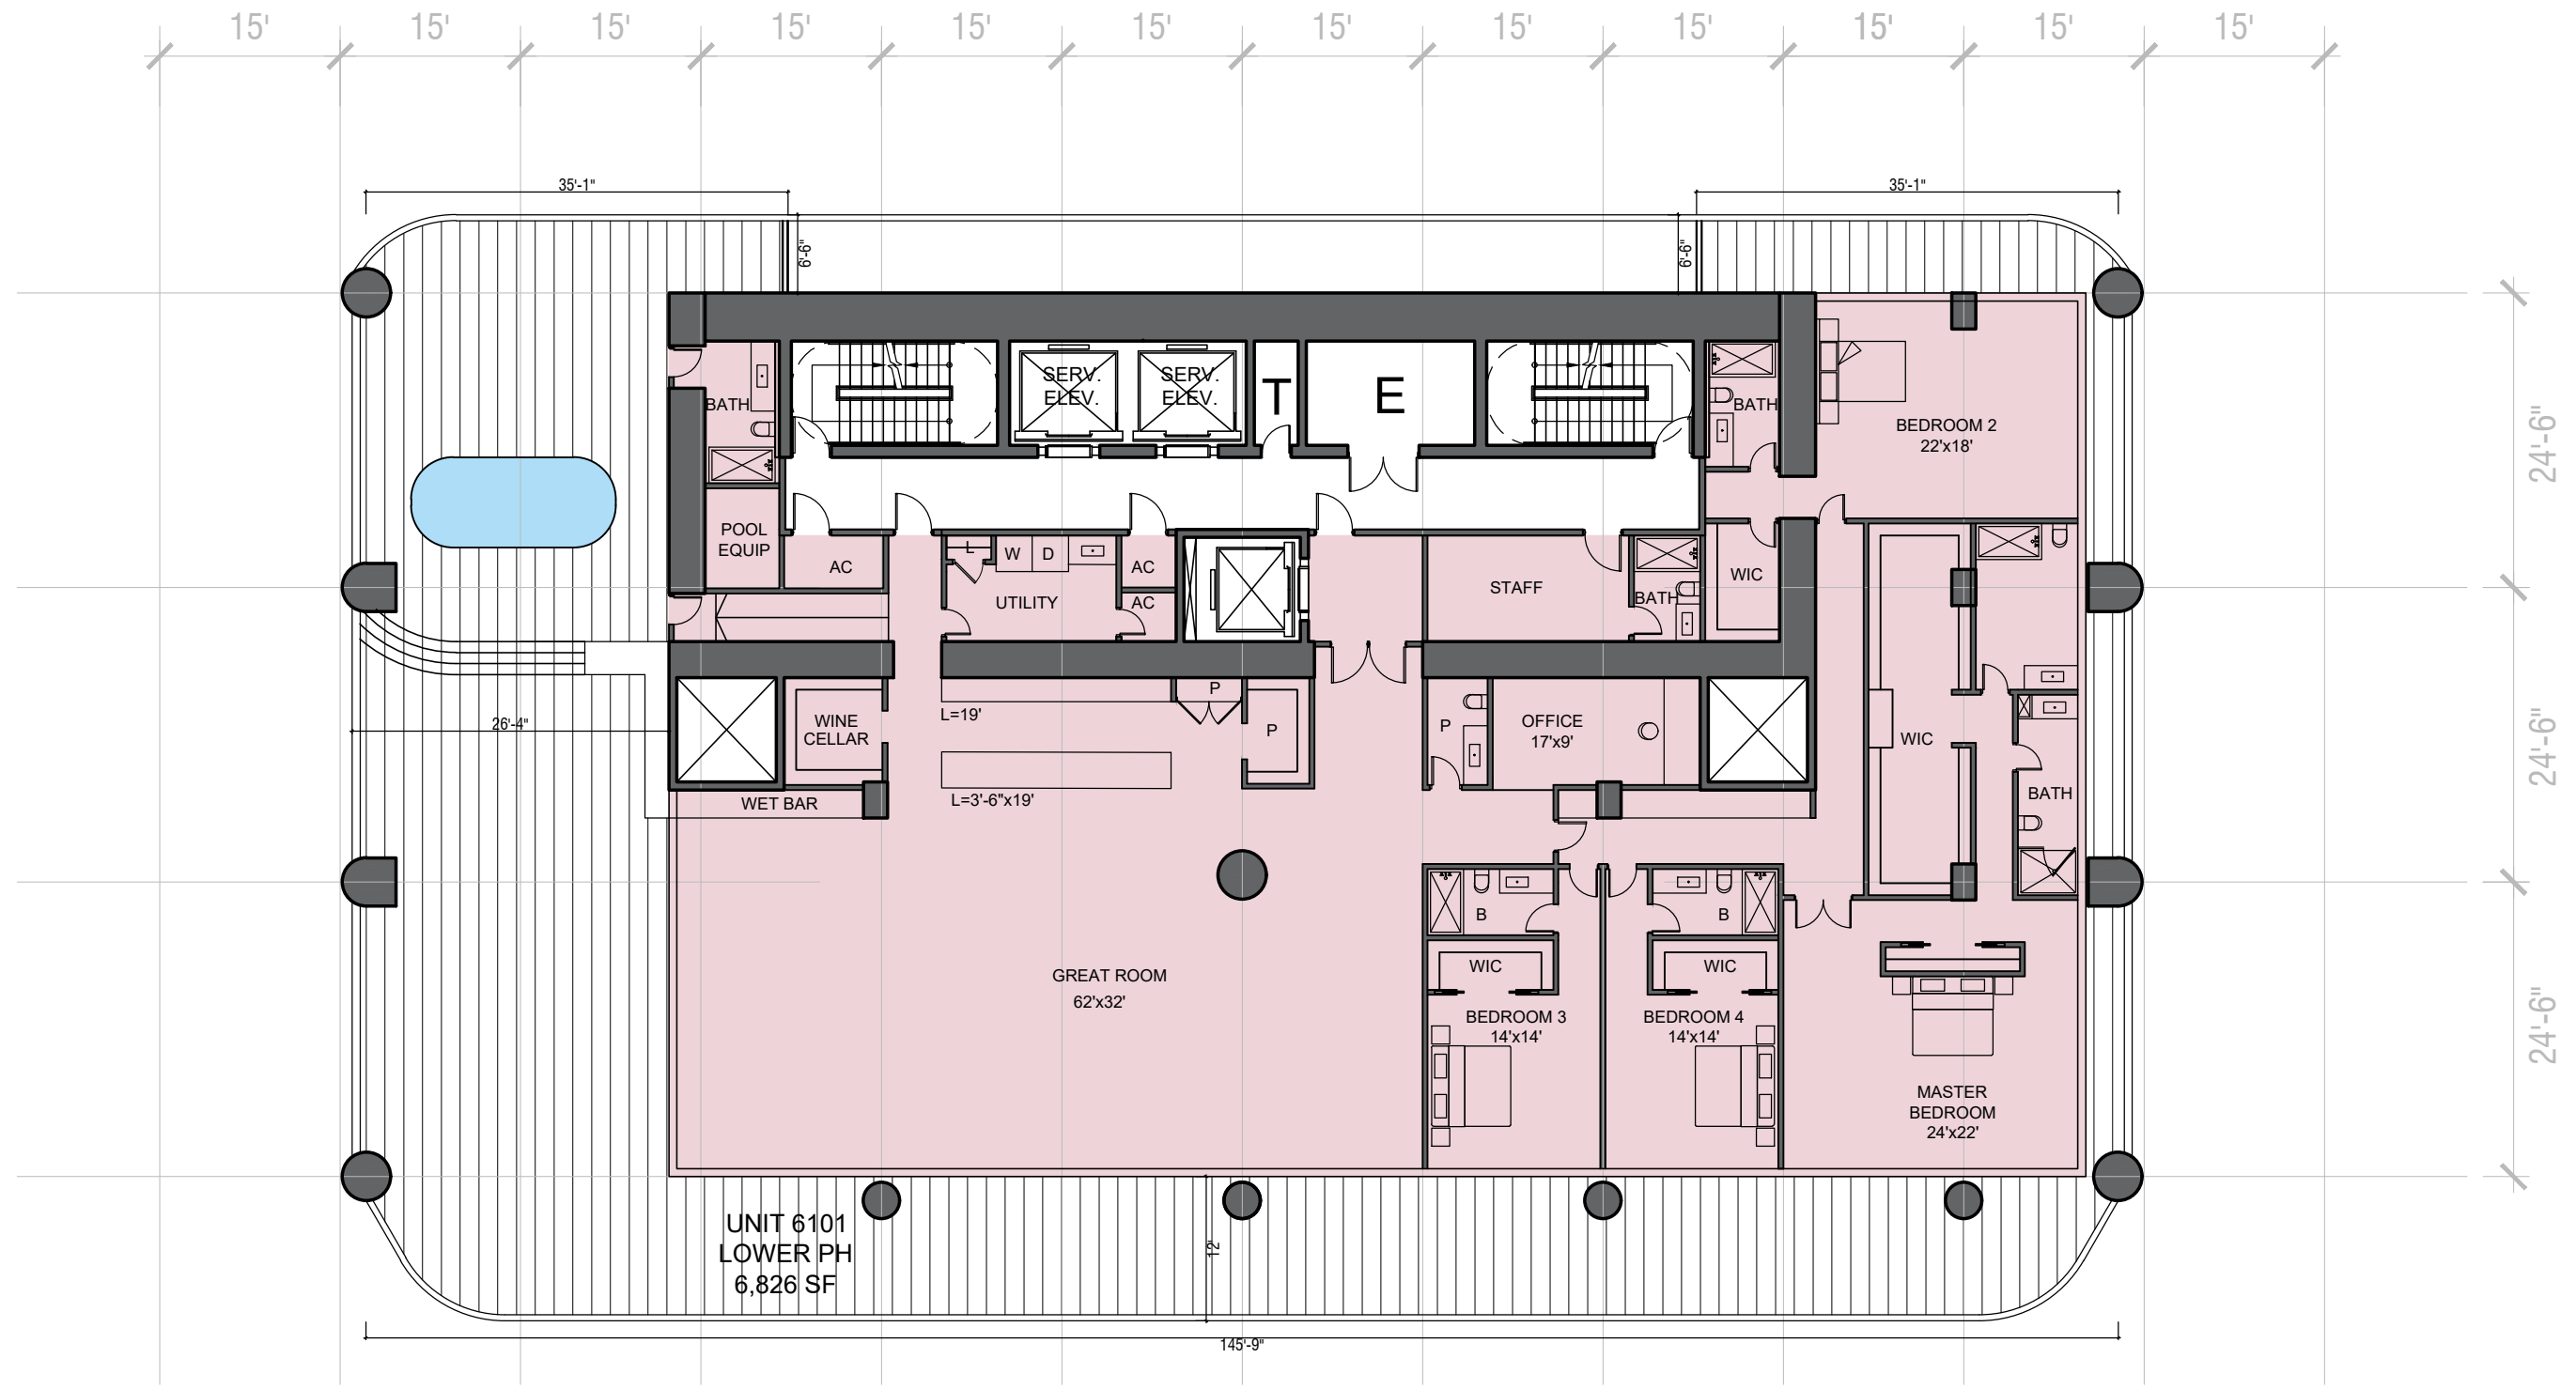 15' 15' 15' 15' 15' 15' 15' 15' 15' 15' 15' 15'
35'-1" 35'-1"
6'-6" 6'-6"
SERV.
ELEV.
SERV.
ELEV.
T
E
BATH
BATH
BEDROOM 2
22'x18'
24'-6"
POOL
EQUIP
AC
L
W
D
AC
AC
UTILITY
STAFF
BATH
WIC
26'-4"
WINE
CELLAR
L=19'
P
P
P
OFFICE
17'x9'
WIC
24'-6"
WET BAR
L=3'-6"x19'
BATH
B
B
WIC
WIC
GREAT ROOM
62'x32'
BEDROOM 3
14'x14'
BEDROOM 4
14'x14'
24'-6"
MASTER
BEDROOM
24'x22'
UNIT 6101
LOWER PH
6,826 SF
12'
145'-9"